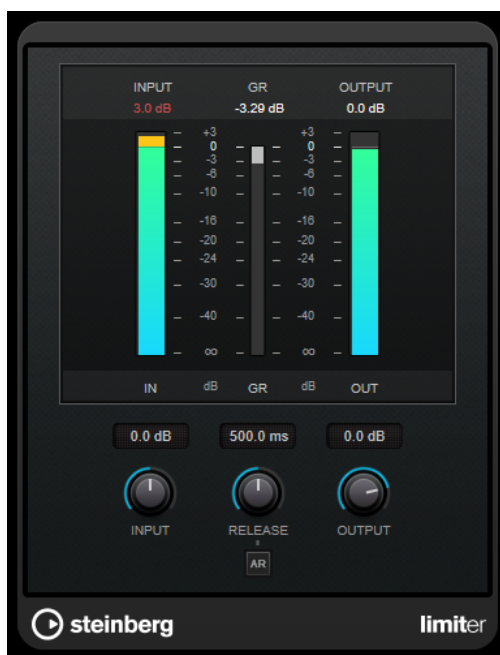 INPUT GR OUTPUT
3.0 dB -3.29 dB 0.0 dB
+3 +3
0 0
-3 -3
-6 -6
-10 -10
-16 -16
-20 -20
-24 -24
-30 -30
-40 -40
∞ ∞
IN dB GR dB OUT
0.0 dB 500.0 ms 0.0 dB
INPUT RELEASE OUTPUT
AR
steinberg limiter